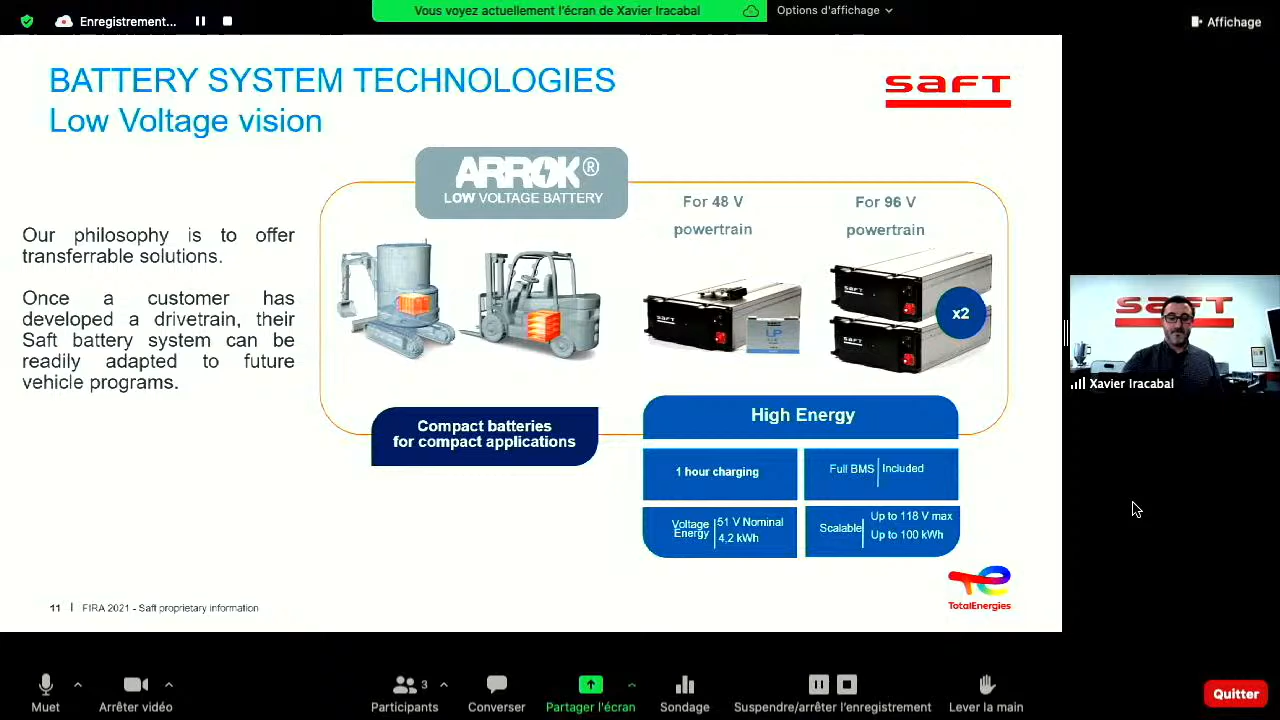 Enregistrement...
Vous voyez actuellement l'écran de Xavier Iracabal
Options d'affichage
Affichage
BATTERY SYSTEM TECHNOLOGIES
Low Voltage vision
SAFT
ARROK®
LOW VOLTAGE BATTERY
For 48 V
powertrain
For 96 V
powertrain
Our philosophy is to offer
transferrable solutions.
Once a customer has
developed a drivetrain, their
Saft battery system can be
readily adapted to future
vehicle programs.
SAFT
UP
SAFT
SAFT
x2
Compact batteries
for compact applications
High Energy
1 hour charging
Full BMS
Included
Voltage
Energy
51 V Nominal
4,2 kWh
Scalable
Up to 118 V max
Up to 100 kWh
TotalEnergies
11 | FIRA 2021 - Saft proprietary information
SAFT
Xavier Iracabal
Muet
Arrêter vidéo
Participants
3
Converser
Partager l'écran
Sondage
Suspendre/arrêter l'enregistrement
Lever la main
Quitter